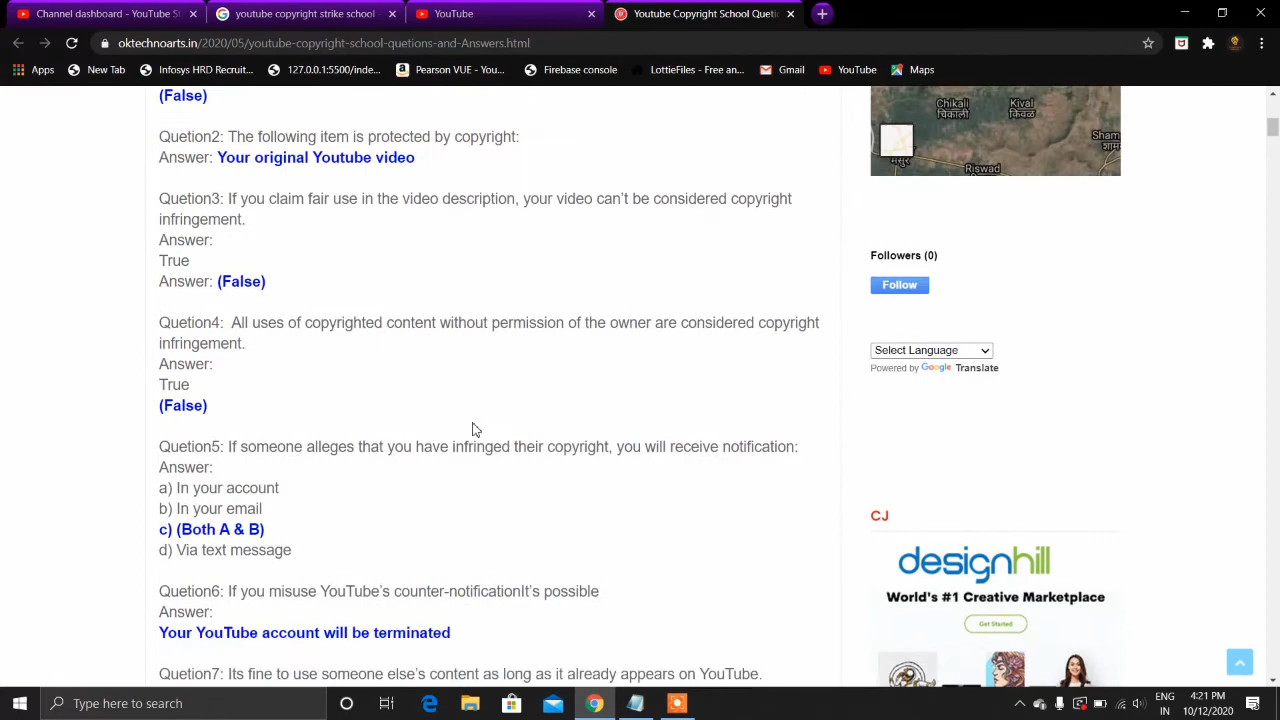 YouTube Dashboard - YouTube St
youtube copyright strike school
YouTube
Youtube Copyright School Questi
oktechnoarts.in/2020/05/youtube-copyright-school-qutions-and-Answers.html
Apps
New Tab
Infosys HRD Recruit...
127.0.0.1:5500/inde...
Pearson VUE - You...
Firebase console
LottieFiles - Free an...
Gmail
YouTube
Maps
(False)
Quetion2: The following item is protected by copyright:
Answer: Your original Youtube video
Quetion3: If you claim fair use in the video description, your video can’t be considered copyright
infringement.
Answer:
True
Answer: (False)
Quetion4: All uses of copyrighted content without permission of the owner are considered copyright
infringement.
Answer:
True
(False)
Quetion5: If someone alleges that you have infringed their copyright, you will receive notification:
Answer:
a) In your account
b) In your email
c) (Both A & B)
d) Via text message
Quetion6: If you misuse YouTube’s counter-notificationIt’s possible
Answer:
Your YouTube account will be terminated
Quetion7: Its fine to use someone else’s content as long as it already appears on YouTube.
Chikali
चिकाली
Kival
किवळ
Sham
शाम
मसुर
Riswad
Followers (0)
Follow
Select Language
Powered by Google Translate
CJ
designhill
World's #1 Creative Marketplace
Get Started
Type here to search
ENG
IN
4:21 PM
10/12/2020